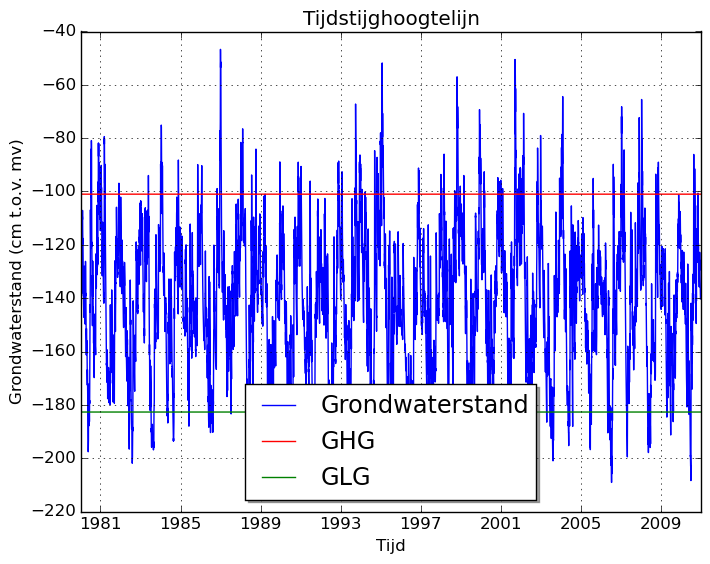 Tijdstijghoogtelijn
Grondwaterstand (cm t.o.v. mv)
−40
−60
−80
−100
−120
−140
−160
−180
−200
−220
Grondwaterstand
GHG
GLG
1981 1985 1989 1993 1997 2001 2005 2009
Tijd